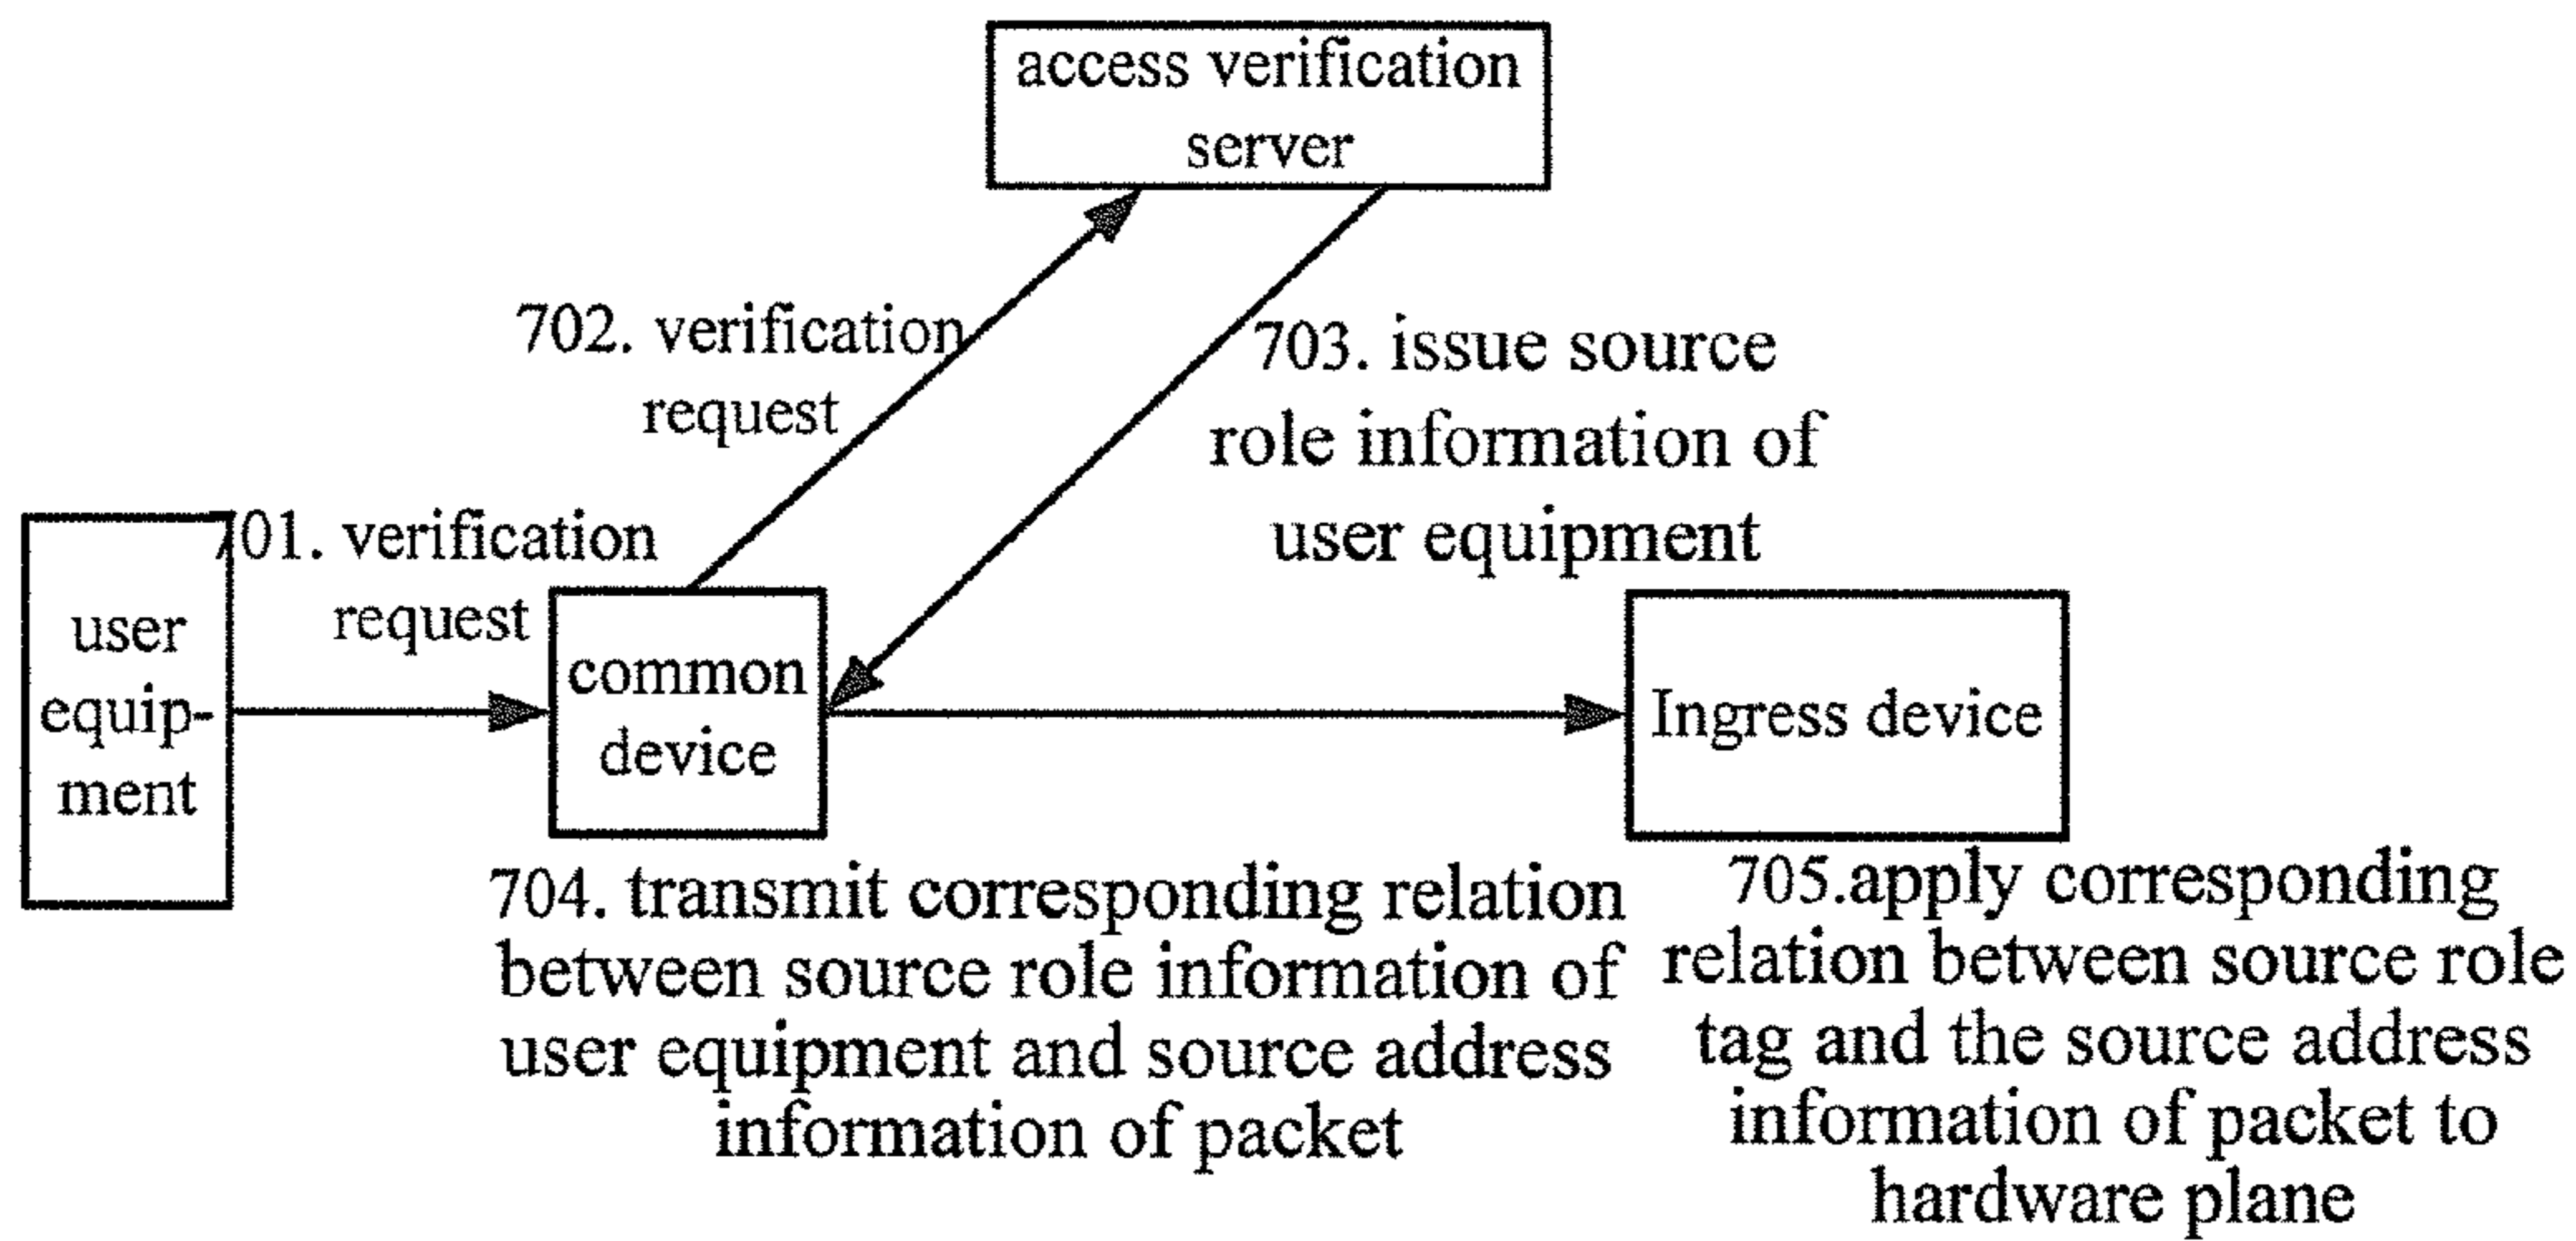 access verification
server
702. verification
request
703. issue source
role information of
user equipment
701. verification
request
user
equip-
ment
common
device
Ingress device
704. transmit corresponding relation
between source role information of
user equipment and source address
information of packet
705.apply corresponding
relation between source role
tag and the source address
information of packet to
hardware plane